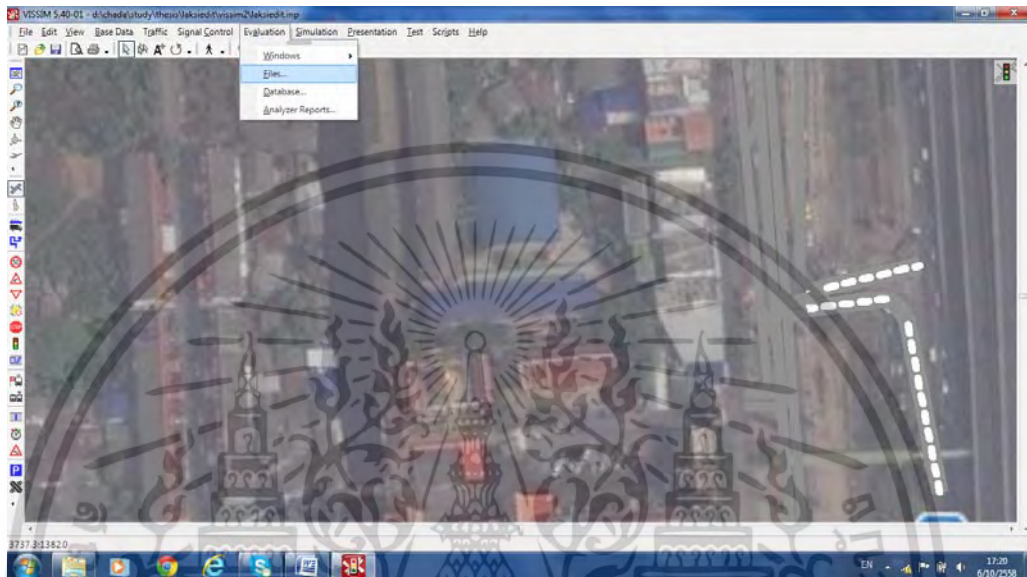 VISSIM 5.40-01 - d:\chada\study\thesis\laksiedit\vissim2\laksiedit.inp
File Edit View Base Data Traffic Signal Control Evaluation Simulation Presentation Test Scripts Help
Windows
Files...
Database...
Analyzer Reports...
3737.3:1382.0
EN
17:20
6/10/2558